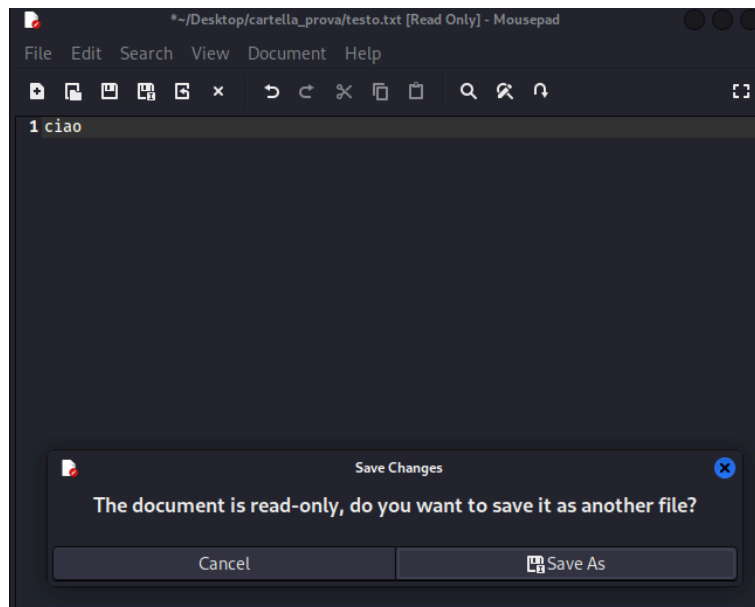 *~/Desktop/cartella_prova/testo.txt [Read Only] - Mousepad
File Edit Search View Document Help
1 ciao
Save Changes
The document is read-only, do you want to save it as another file?
Cancel Save As